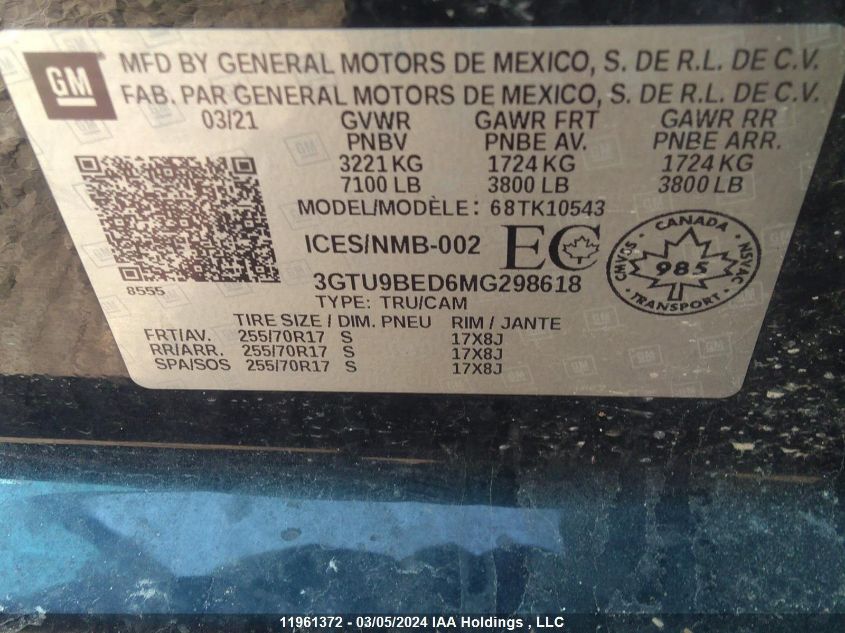 GM
MFD BY GENERAL MOTORS DE MEXICO, S. DE R.L. DE C.V.
FAB. PAR GENERAL MOTORS DE MEXICO, S. DE R.L. DE C.V.
03/21 GVWR GAWR FRT GAWR RR
PNBV PNBE AV. PNBE ARR.
3221 KG 1724 KG 1724 KG
7100 LB 3800 LB 3800 LB
MODEL/MODÈLE: 68TK10543
ICES/NMB-002 EC
CANADA
CMVSS 985 NSVAC
TRANSPORT
8555
3GTU9BED6MG298618
TYPE: TRU/CAM
TIRE SIZE / DIM. PNEU RIM / JANTE
FRT/AV. 255/70R17 S 17X8J
RR/ARR. 255/70R17 S 17X8J
SPA/SOS 255/70R17 S 17X8J
11961372 - 03/05/2024 IAA Holdings , LLC